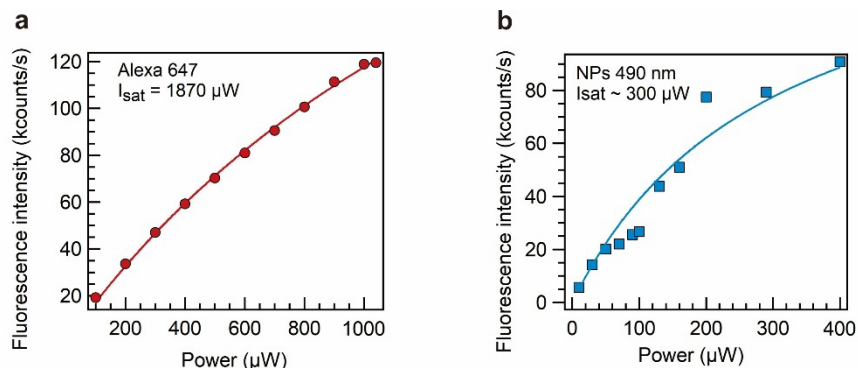 a
Alexa 647
I_sat = 1870 µW
Fluorescence intensity (kcounts/s)
120
100
80
60
40
20
200 400 600 800 1000
Power (µW)
b
NPs 490 nm
Isat ~ 300 µW
Fluorescence intensity (kcounts/s)
80
60
40
20
0
0 100 200 300 400
Power (µW)